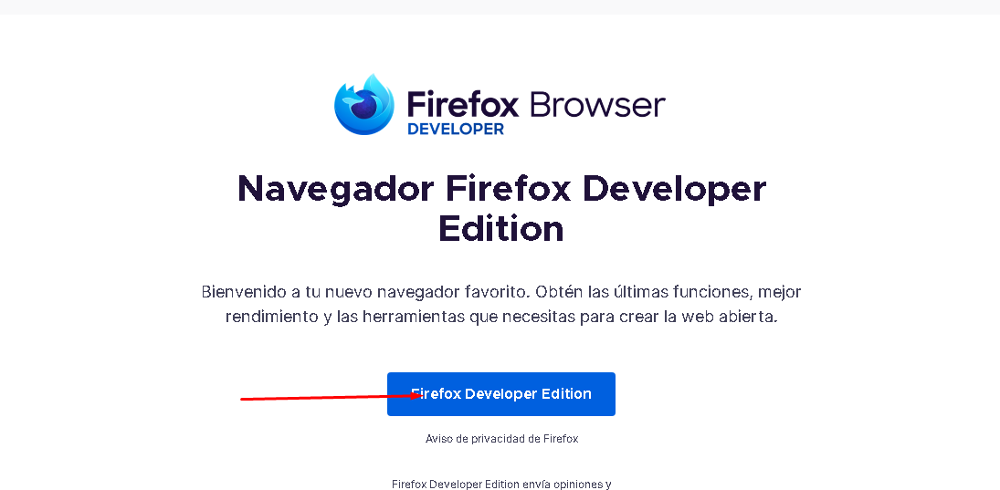 Firefox Browser
DEVELOPER
Navegador Firefox Developer
Edition
Bienvenido a tu nuevo navegador favorito. Obtén las últimas funciones, mejor
rendimiento y las herramientas que necesitas para crear la web abierta.
Firefox Developer Edition
Aviso de privacidad de Firefox
Firefox Developer Edition envía opiniones y